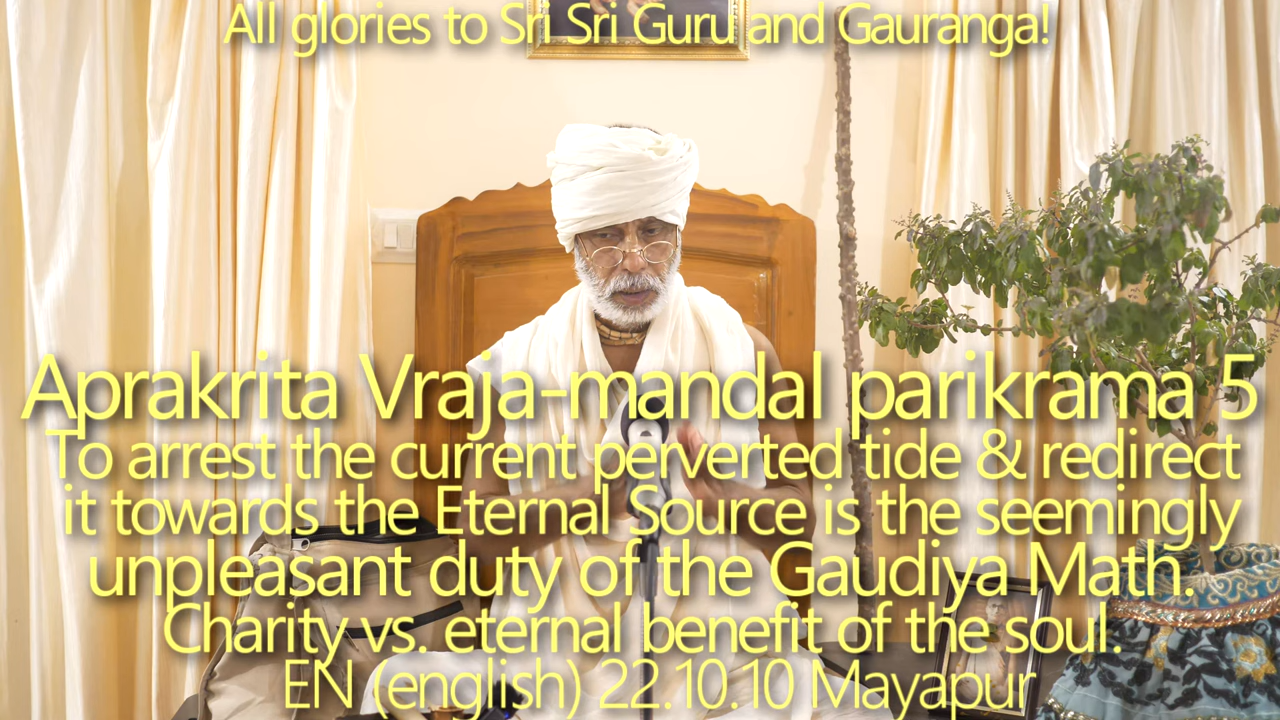 All glories to Sri Sri Guru and Gauranga!
Aprakrita Vraja-mandal parikrama 5
To arrest the current perverted tide & redirect
it towards the Eternal Source is the seemingly
unpleasant duty of the Gaudiya Math.
Charity vs. eternal benefit of the soul.
EN (english) 22.10.10 Mayapur